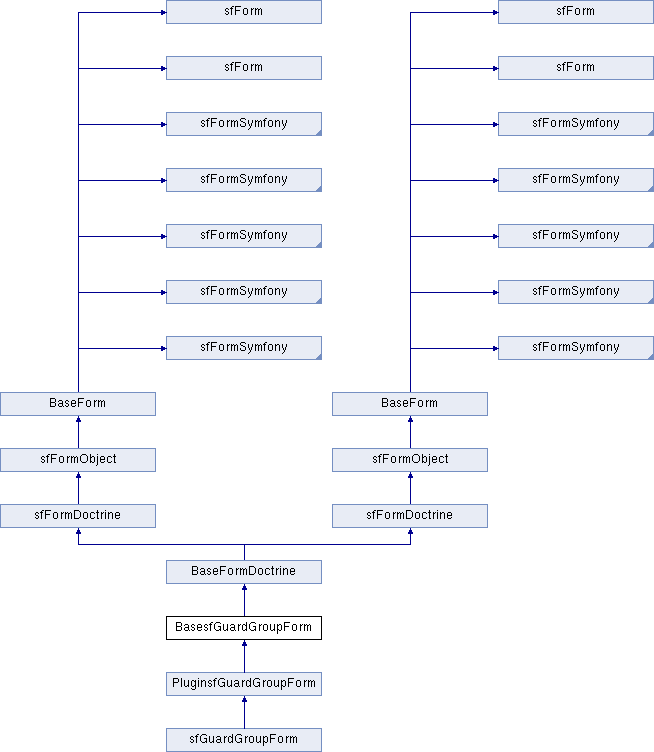 sfForm
sfForm
sfForm
sfForm
sfFormSymfony
sfFormSymfony
sfFormSymfony
sfFormSymfony
sfFormSymfony
sfFormSymfony
sfFormSymfony
sfFormSymfony
sfFormSymfony
sfFormSymfony
BaseForm
BaseForm
sfFormObject
sfFormObject
sfFormDoctrine
sfFormDoctrine
BaseFormDoctrine
BasesfGuardGroupForm
PluginsfGuardGroupForm
sfGuardGroupForm